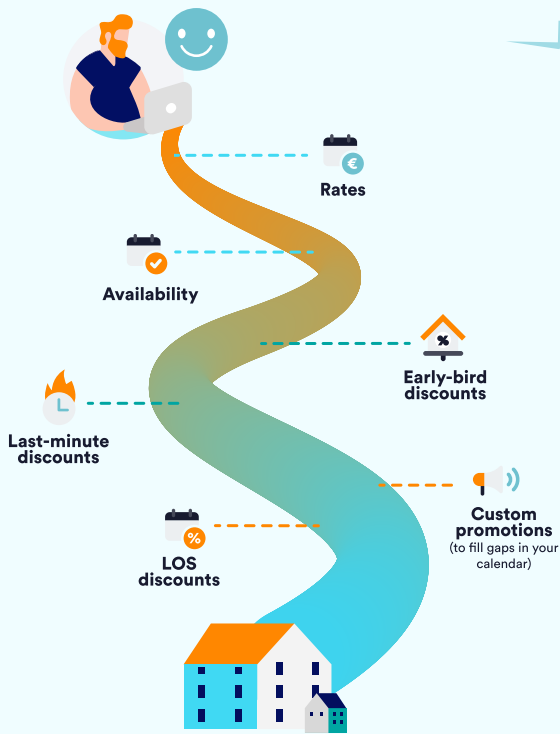 €
Rates
Availability
%
Early-bird
discounts
Last-minute
discounts
Custom
promotions
(to fill gaps in your
calendar)
%
LOS
discounts